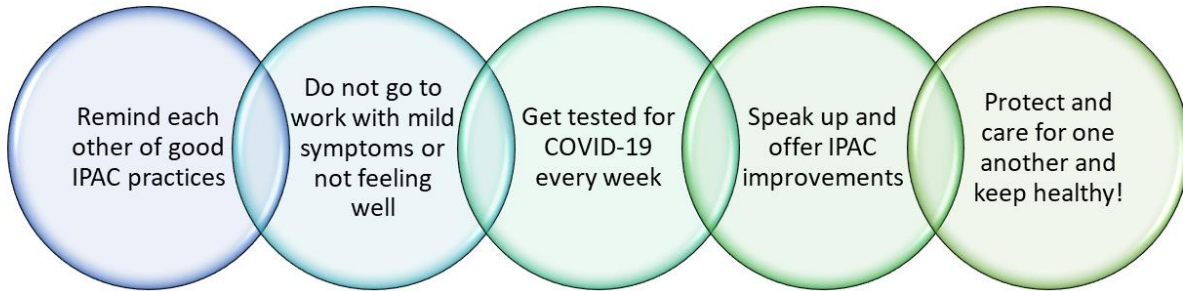 Remind each
other of good
IPAC practices
Do not go to
work with mild
symptoms or
not feeling
well
Get tested for
COVID-19
every week
Speak up and
offer IPAC
improvements
Protect and
care for one
another and
keep healthy!